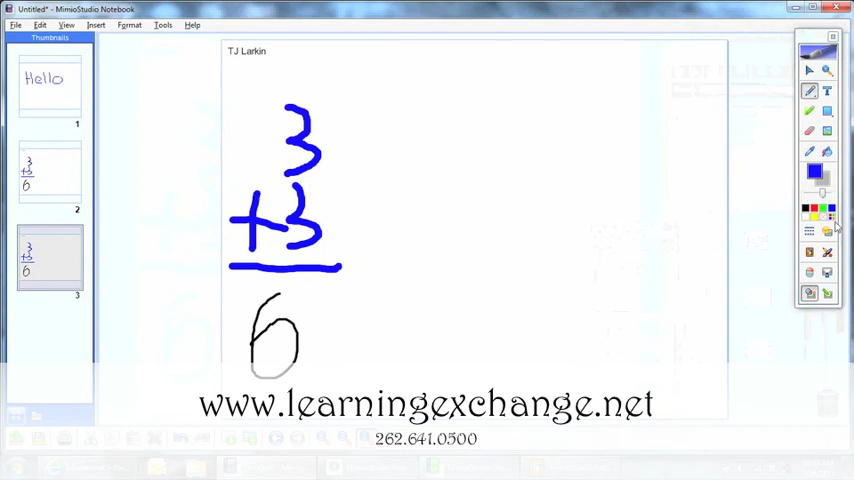 Untitled* - MimioStudio Notebook
File Edit View Insert Format Tools Help
Thumbnails
Hello
1
3
+3
6
2
3
+3
6
3
TJ Larkin
3
+3
6
www.learningexchange.net
262.641.0500